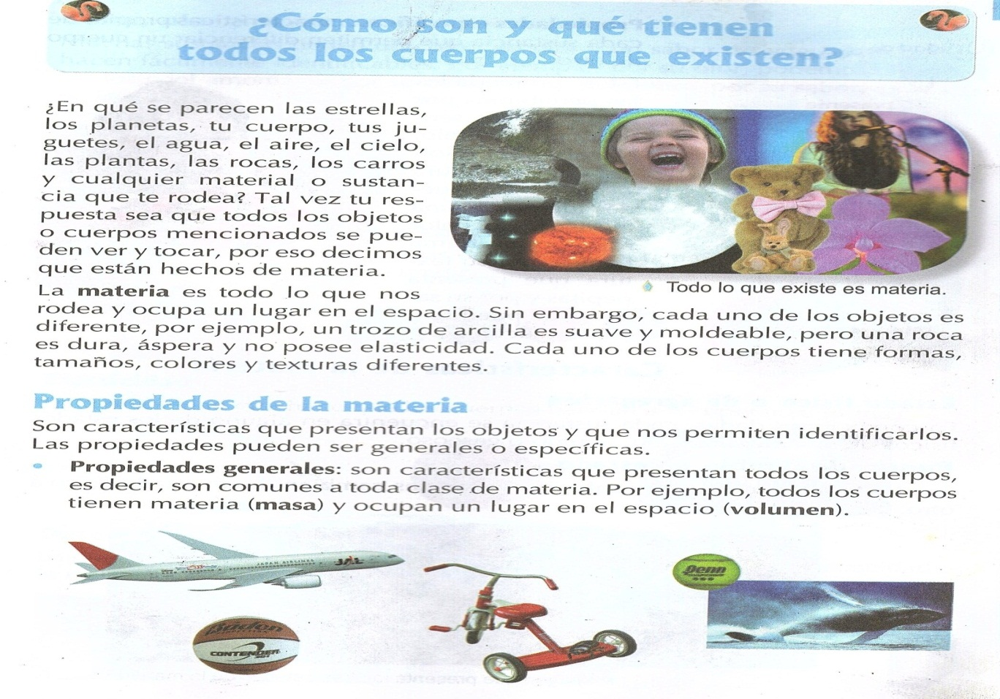 ¿Cómo son y qué tienen
todos los cuerpos que existen?
¿En qué se parecen las estrellas,
los planetas, tu cuerpo, tus ju-
guetes, el agua, el aire, el cielo,
las plantas, las rocas, los carros
y cualquier material o sustan-
cia que te rodea? Tal vez tu res-
puesta sea que todos los objetos
o cuerpos mencionados se pue-
den ver y tocar, por eso decimos
que están hechos de materia.
Todo lo que existe es materia.
La materia es todo lo que nos
rodea y ocupa un lugar en el espacio. Sin embargo, cada uno de los objetos es
diferente, por ejemplo, un trozo de arcilla es suave y moldeable, pero una roca
es dura, áspera y no posee elasticidad. Cada uno de los cuerpos tiene formas,
tamaños, colores y texturas diferentes.
Propiedades de la materia
Son características que presentan los objetos y que nos permiten identificarlos.
Las propiedades pueden ser generales o específicas.
• Propiedades generales: son características que presentan todos los cuerpos,
es decir, son comunes a toda clase de materia. Por ejemplo, todos los cuerpos
tienen materia (masa) y ocupan un lugar en el espacio (volumen).
JAPAN AIRLINES JAL
Penn
Baden
CONTENDER